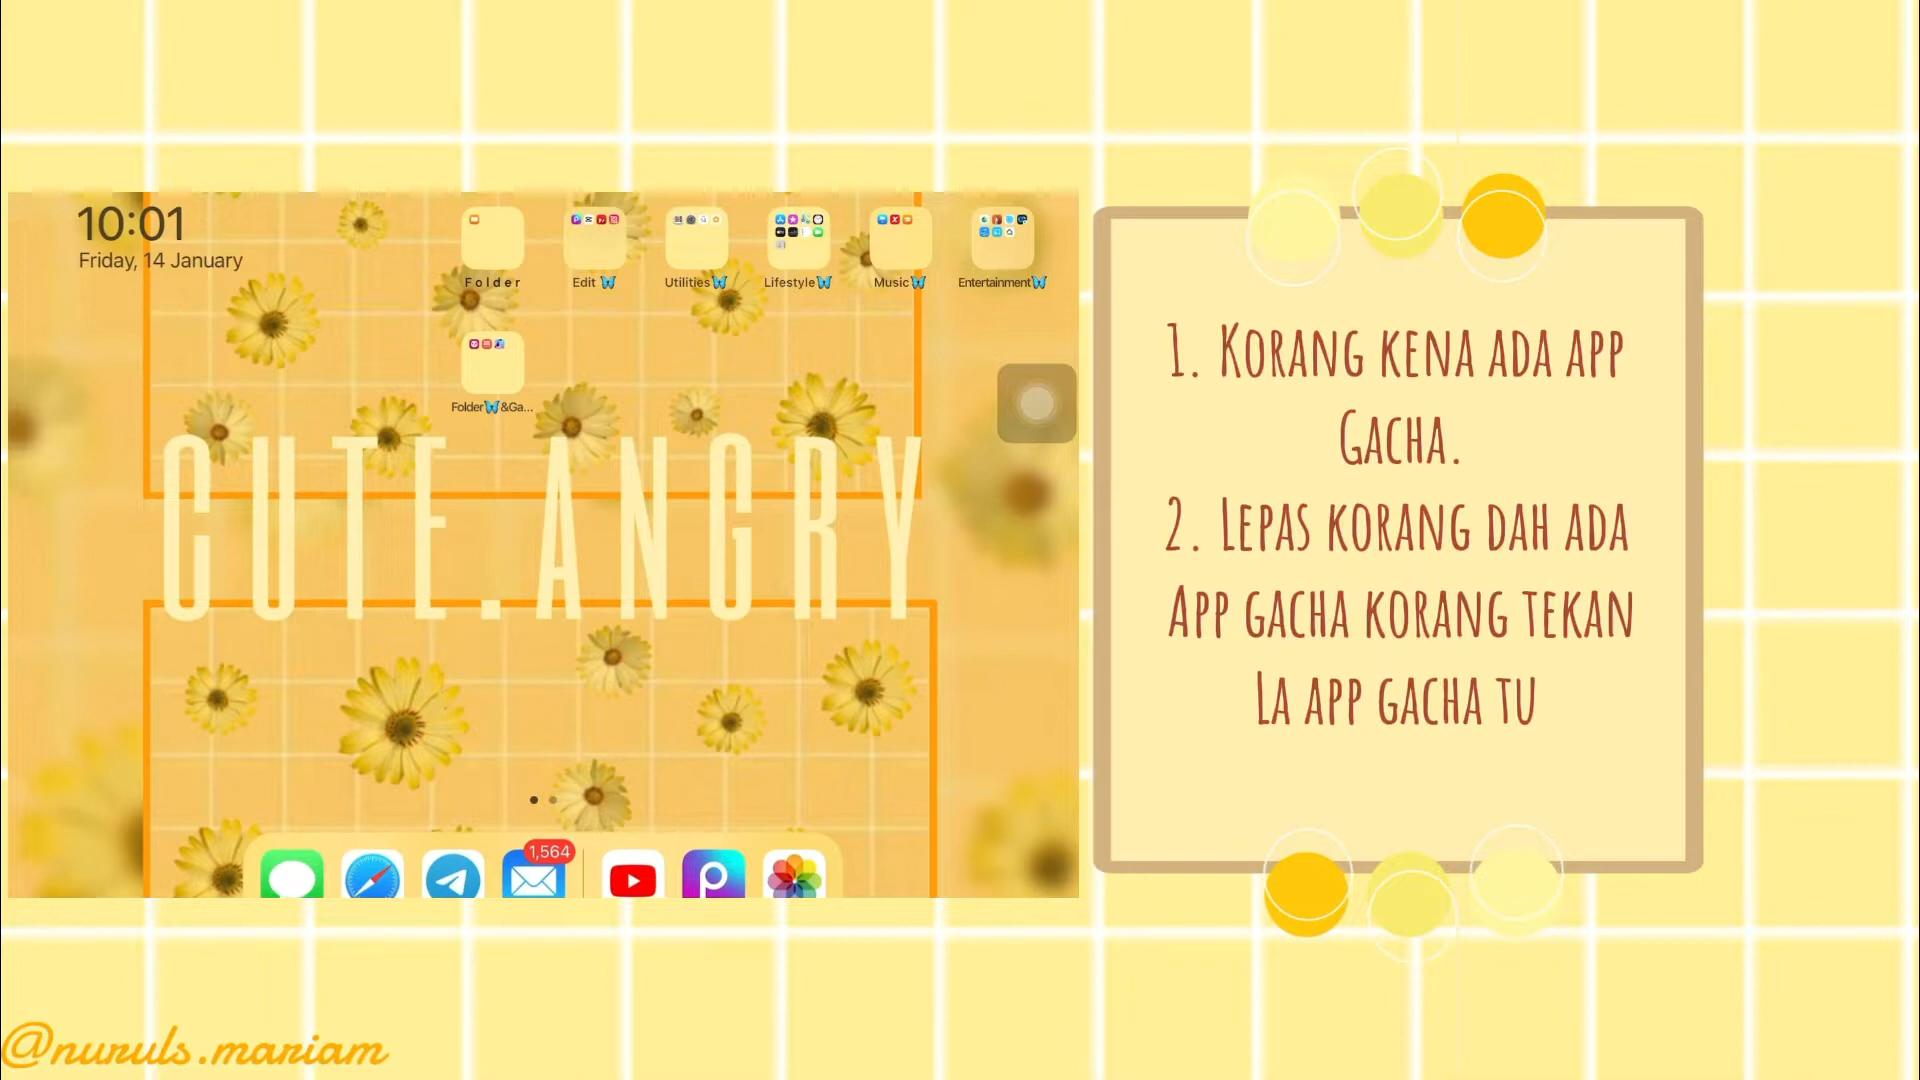 10:01
Friday, 14 January
Folder
Edit 🦋
Utilities🦋
Lifestyle🦋
Music🦋
Entertainment🦋
Folder🦋&Ga...
CUTE.ANGRY
1,564
1. Korang kena ada app
Gacha.
2. Lepas korang dah ada
App gacha korang tekan
La app gacha tu
@nuruls.mariam